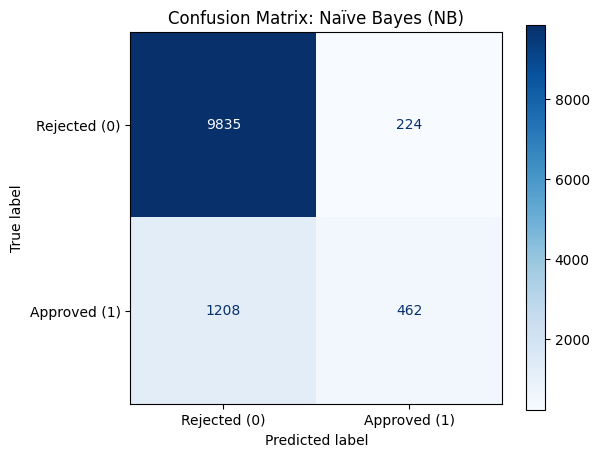 Confusion Matrix: Naïve Bayes (NB)
Rejected (0)
9835
224
8000
6000
True label
4000
Approved (1)
1208
462
2000
Rejected (0)
Approved (1)
Predicted label